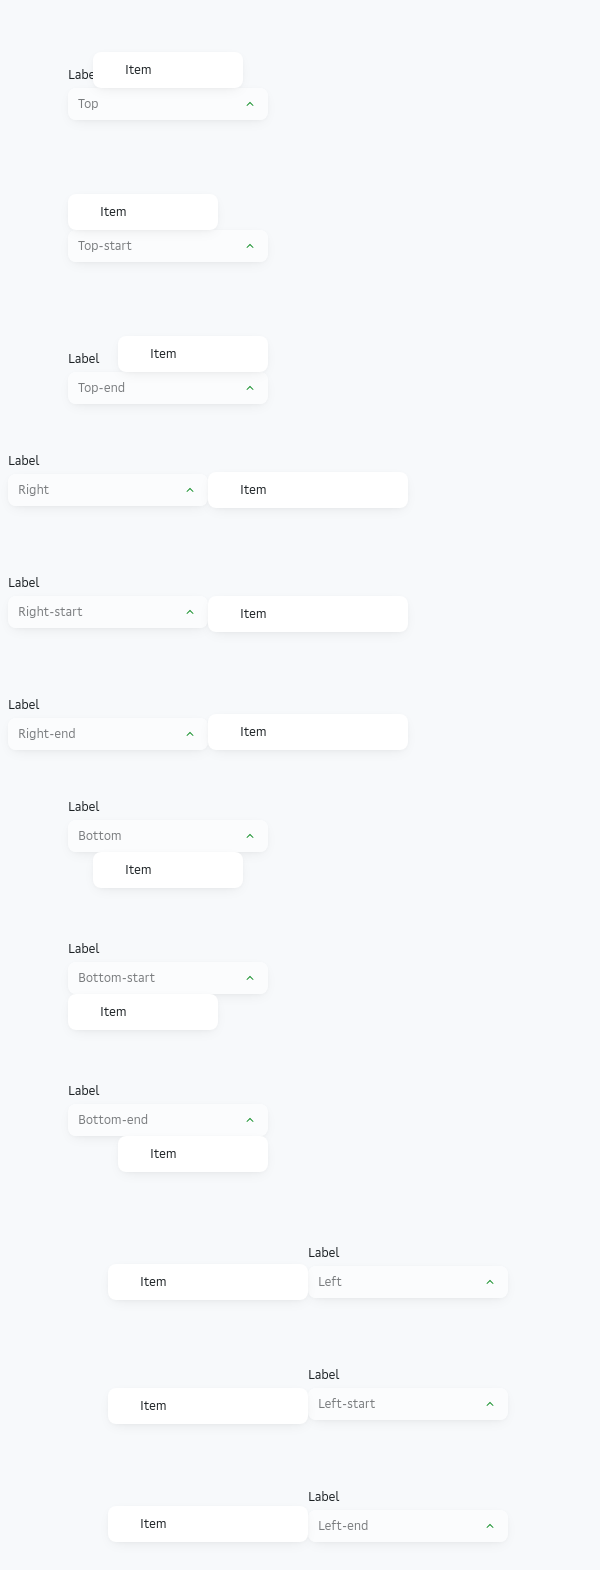 Labe
Item
Top
Item
Top-start
Label
Item
Top-end
Label
Right
Item
Label
Right-start
Item
Label
Right-end
Item
Label
Bottom
Item
Label
Bottom-start
Item
Label
Bottom-end
Item
Label
Item
Left
Label
Item
Left-start
Label
Item
Left-end